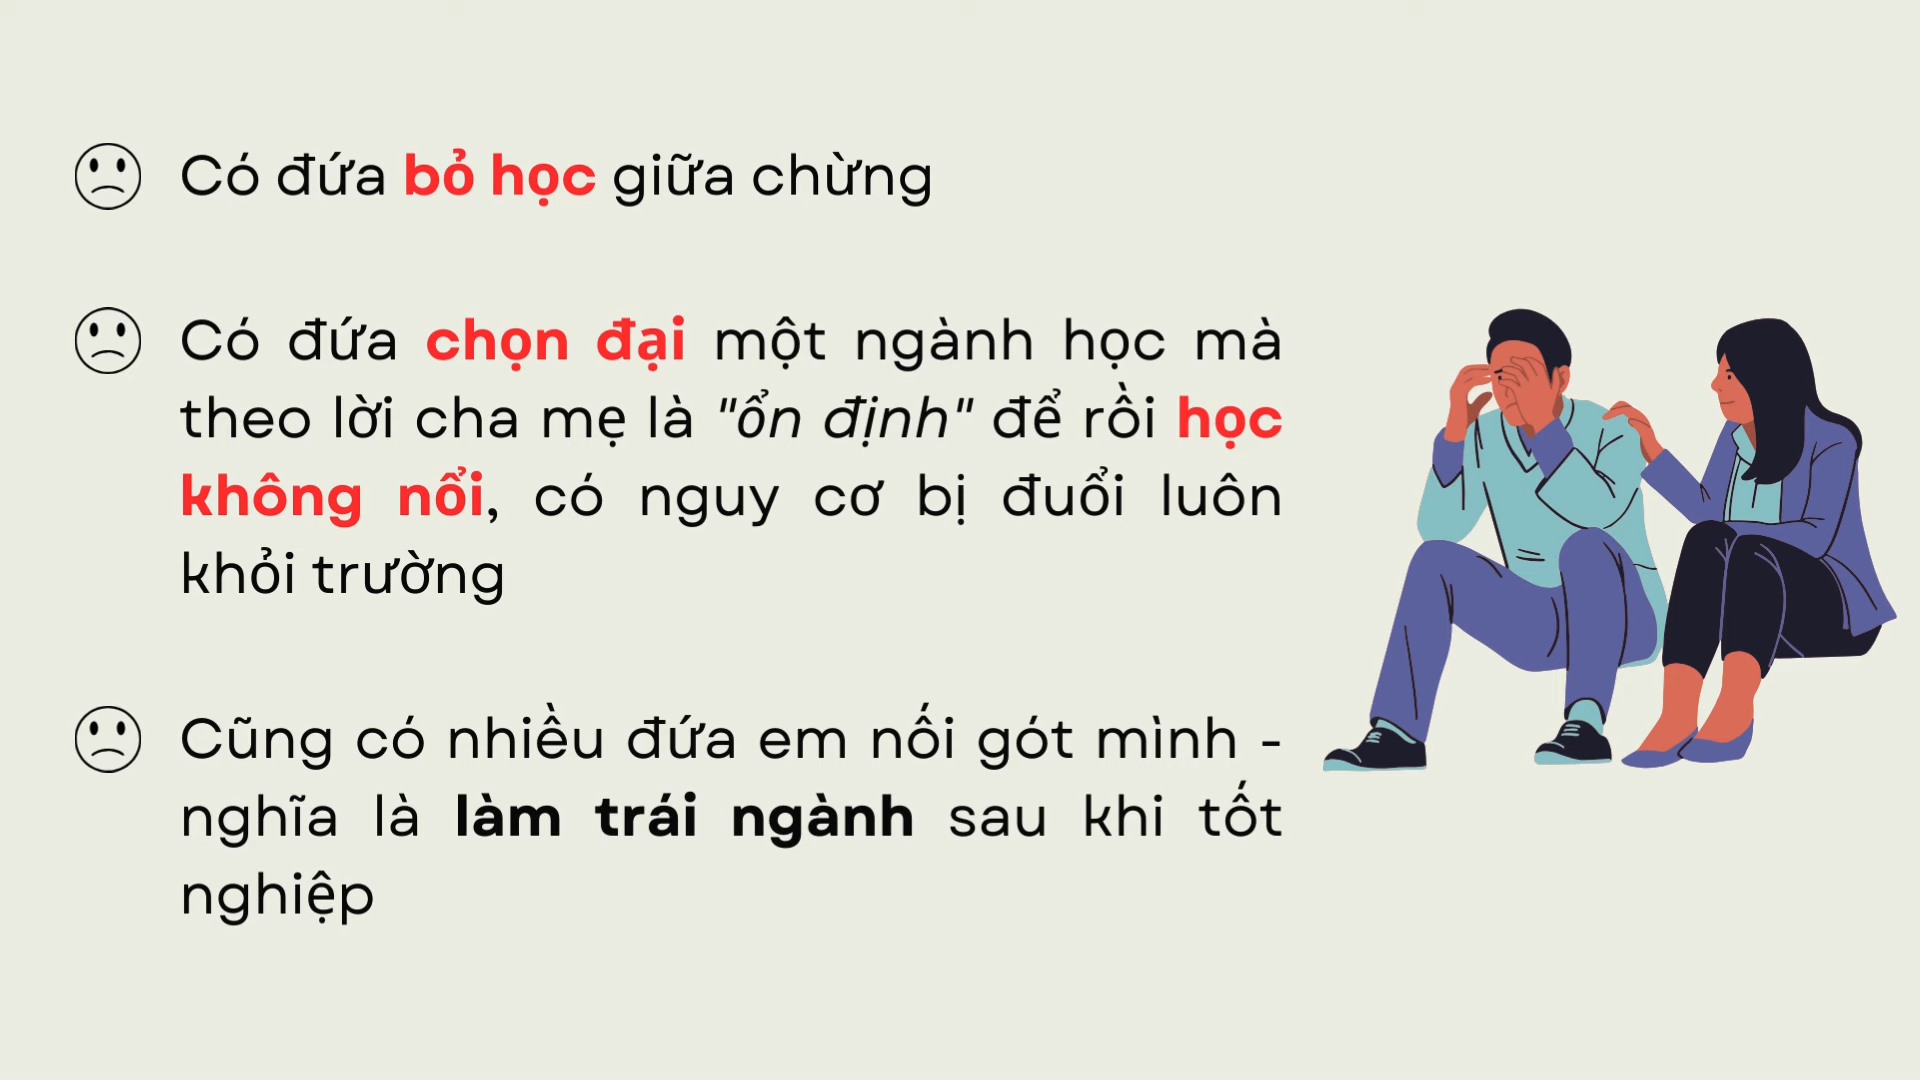 Có đứa bỏ học giữa chừng
Có đứa chọn đại một ngành học mà
theo lời cha mẹ là "ổn định" để rồi học
không nổi, có nguy cơ bị đuổi luôn
khỏi trường
Cũng có nhiều đứa em nối gót mình -
nghĩa là làm trái ngành sau khi tốt
nghiệp